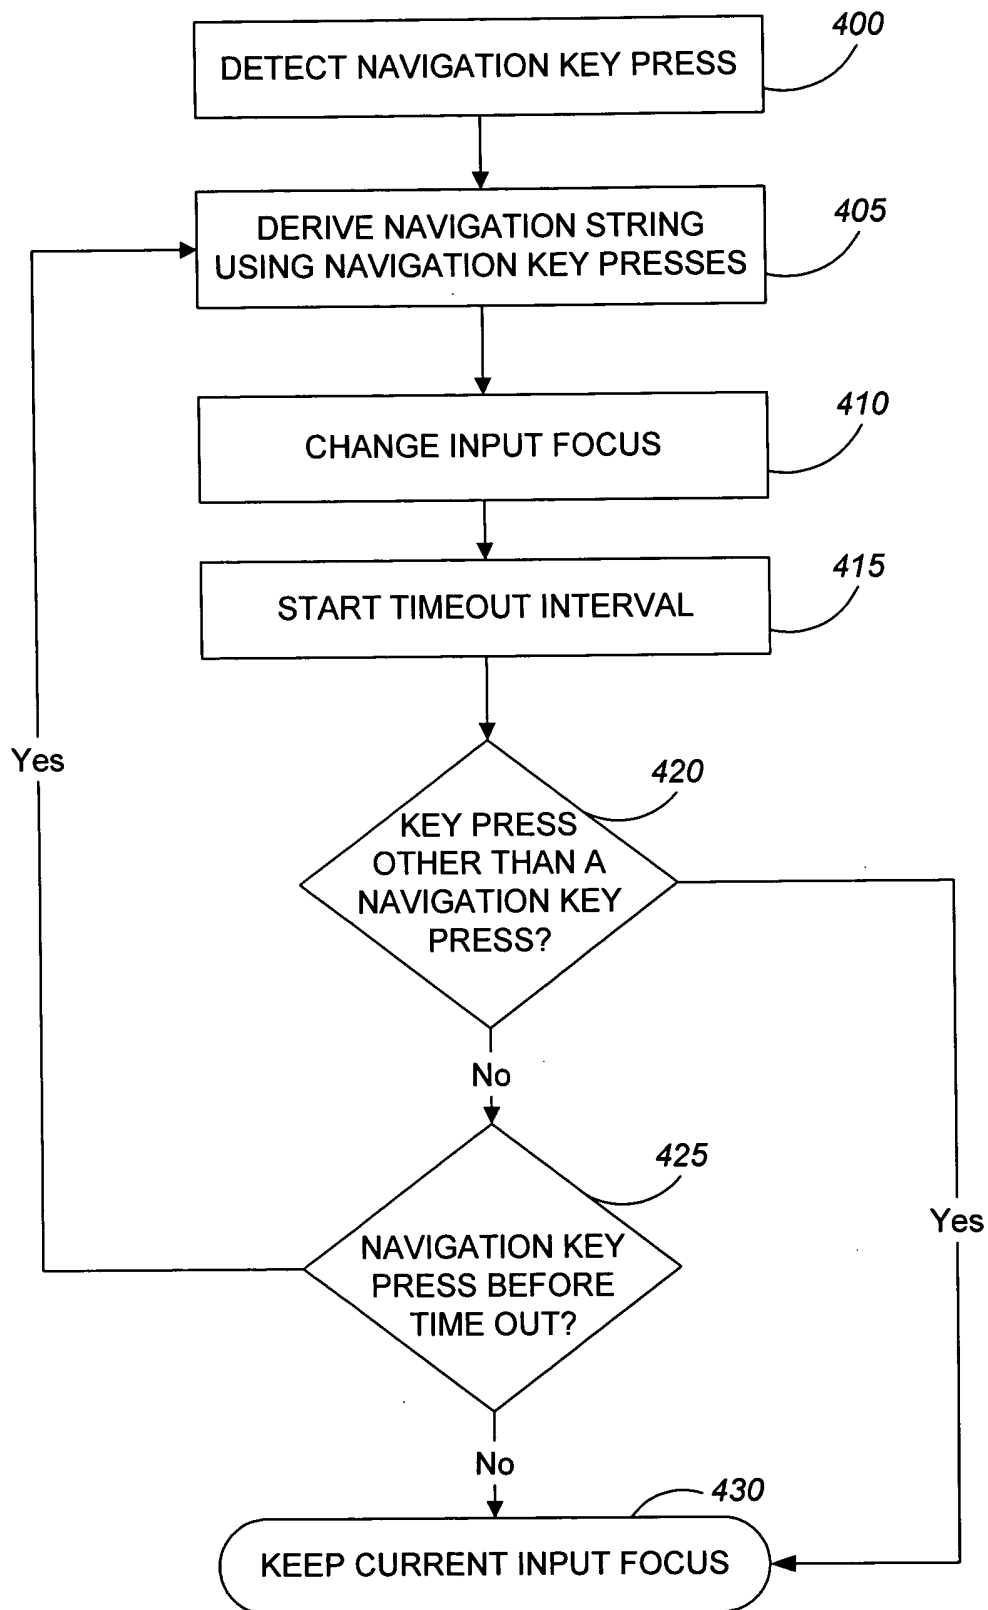 400
DETECT NAVIGATION KEY PRESS
405
DERIVE NAVIGATION STRING
USING NAVIGATION KEY PRESSES
410
CHANGE INPUT FOCUS
415
START TIMEOUT INTERVAL
Yes
420
KEY PRESS
OTHER THAN A
NAVIGATION KEY
PRESS?
No
425
Yes
NAVIGATION KEY
PRESS BEFORE
TIME OUT?
No
430
KEEP CURRENT INPUT FOCUS